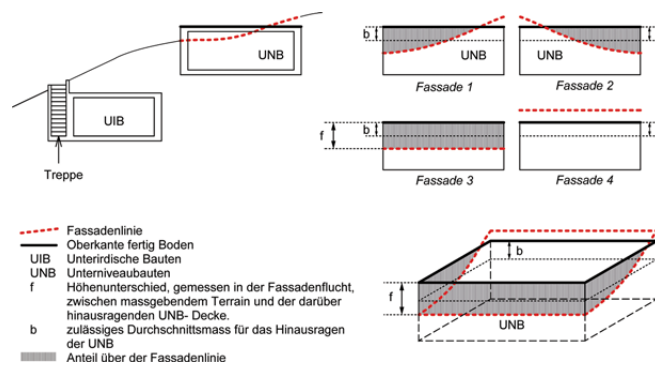 UNB
UIB
Treppe
b
UNB
Fassade 1
UNB
Fassade 2
f
b
Fassade 3
b
Fassade 4
Fassadenlinie
Oberkante fertig Boden
UIB Unterirdische Bauten
UNB Unterniveaubauten
f Höhenunterschied, gemessen in der Fassadenflucht,
zwischen massgebendem Terrain und der darüber
hinausragenden UNB- Decke.
b zulässiges Durchschnittsmass für das Hinausragen
der UNB
Anteil über der Fassadenlinie
b
f
UNB